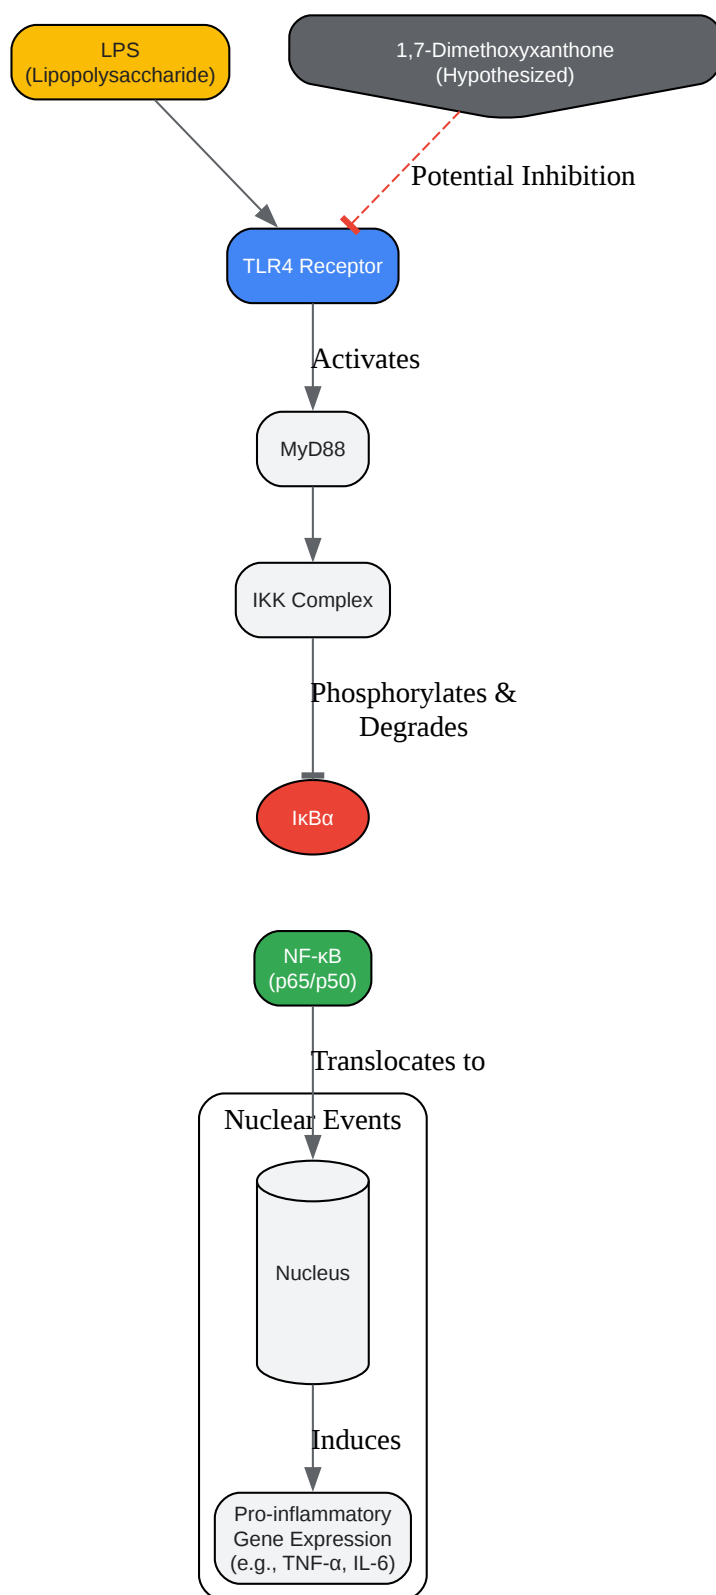 LPS
(Lipopolysaccharide)
1,7-Dimethoxyxanthone
(Hypothesized)
Potential Inhibition
TLR4 Receptor
Activates
MyD88
IKK Complex
Phosphorylates &
Degrades
IκBα
NF-κB
(p65/p50)
Translocates to
Nuclear Events
Nucleus
Induces
Pro-inflammatory
Gene Expression
(e.g., TNF-α, IL-6)